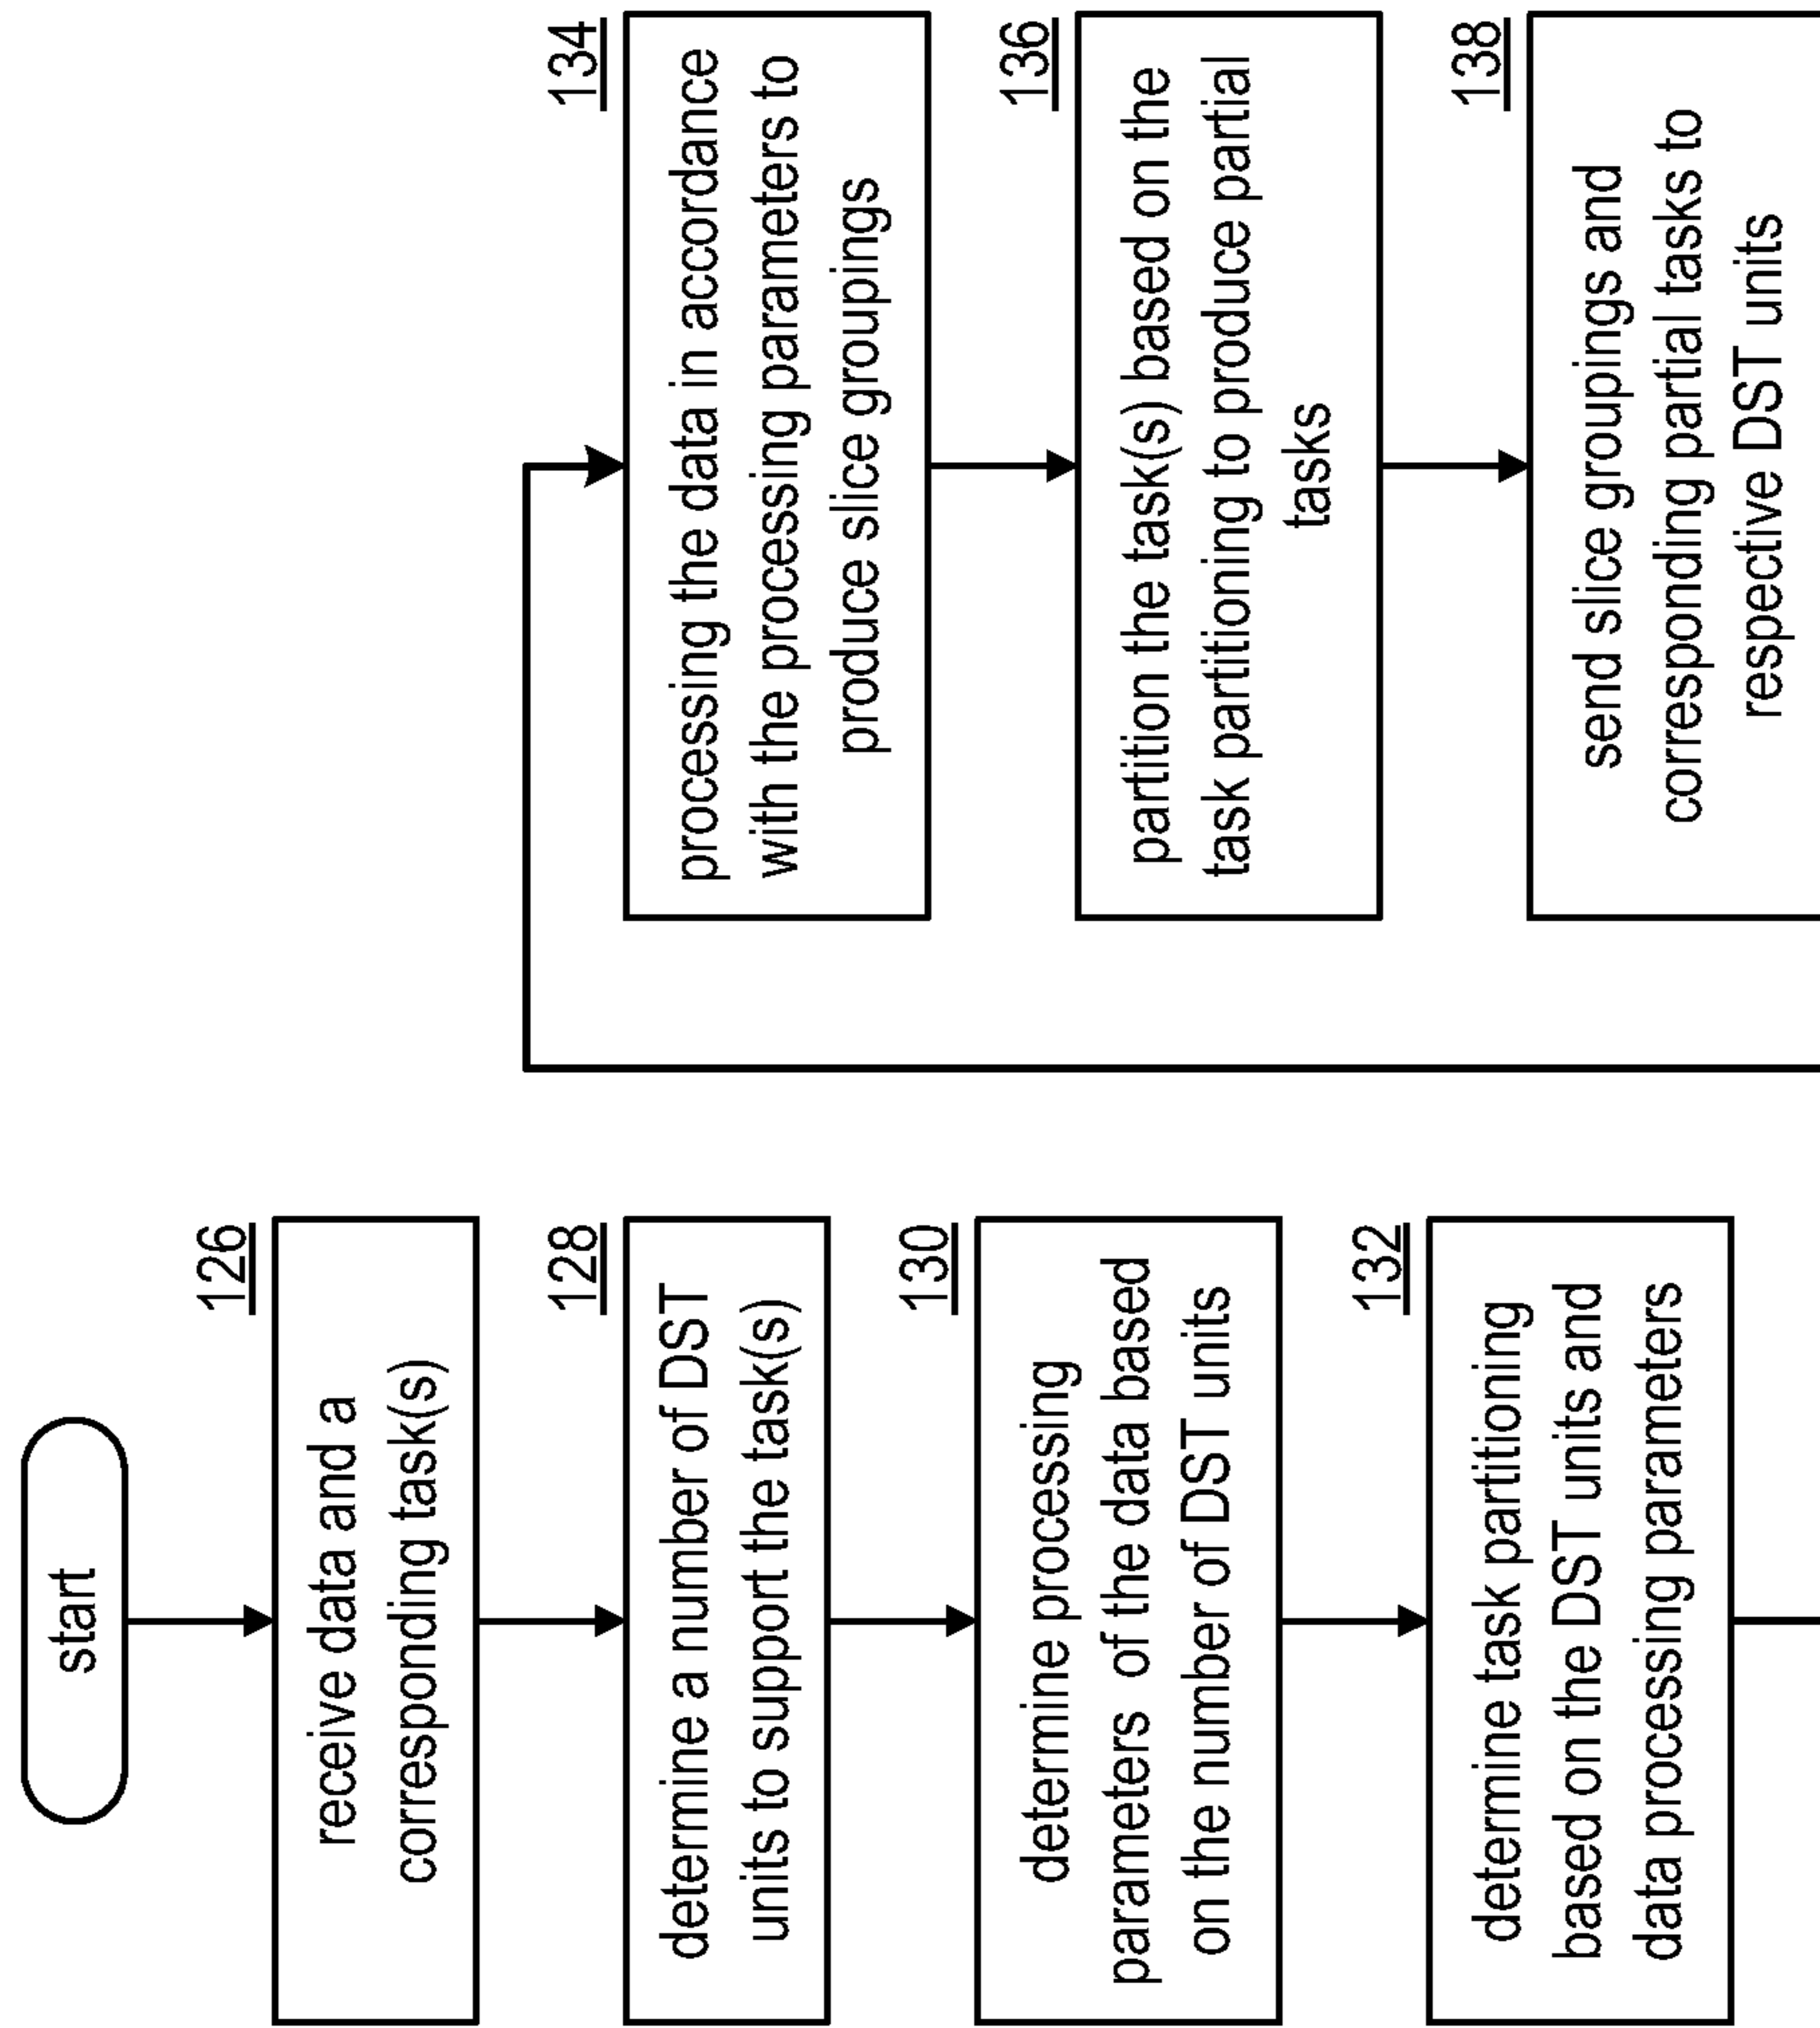 start
126
receive data and a
corresponding task(s)
128
determine a number of DST
units to support the task(s)
130
determine processing
parameters of the data based
on the number of DST units
132
determine task partitioning
based on the DST units and
data processing parameters
134
processing the data in accordance
with the processing parameters to
produce slice groupings
136
partition the task(s) based on the
task partitioning to produce partial
tasks
138
send slice groupings and
corresponding partial tasks to
respective DST units